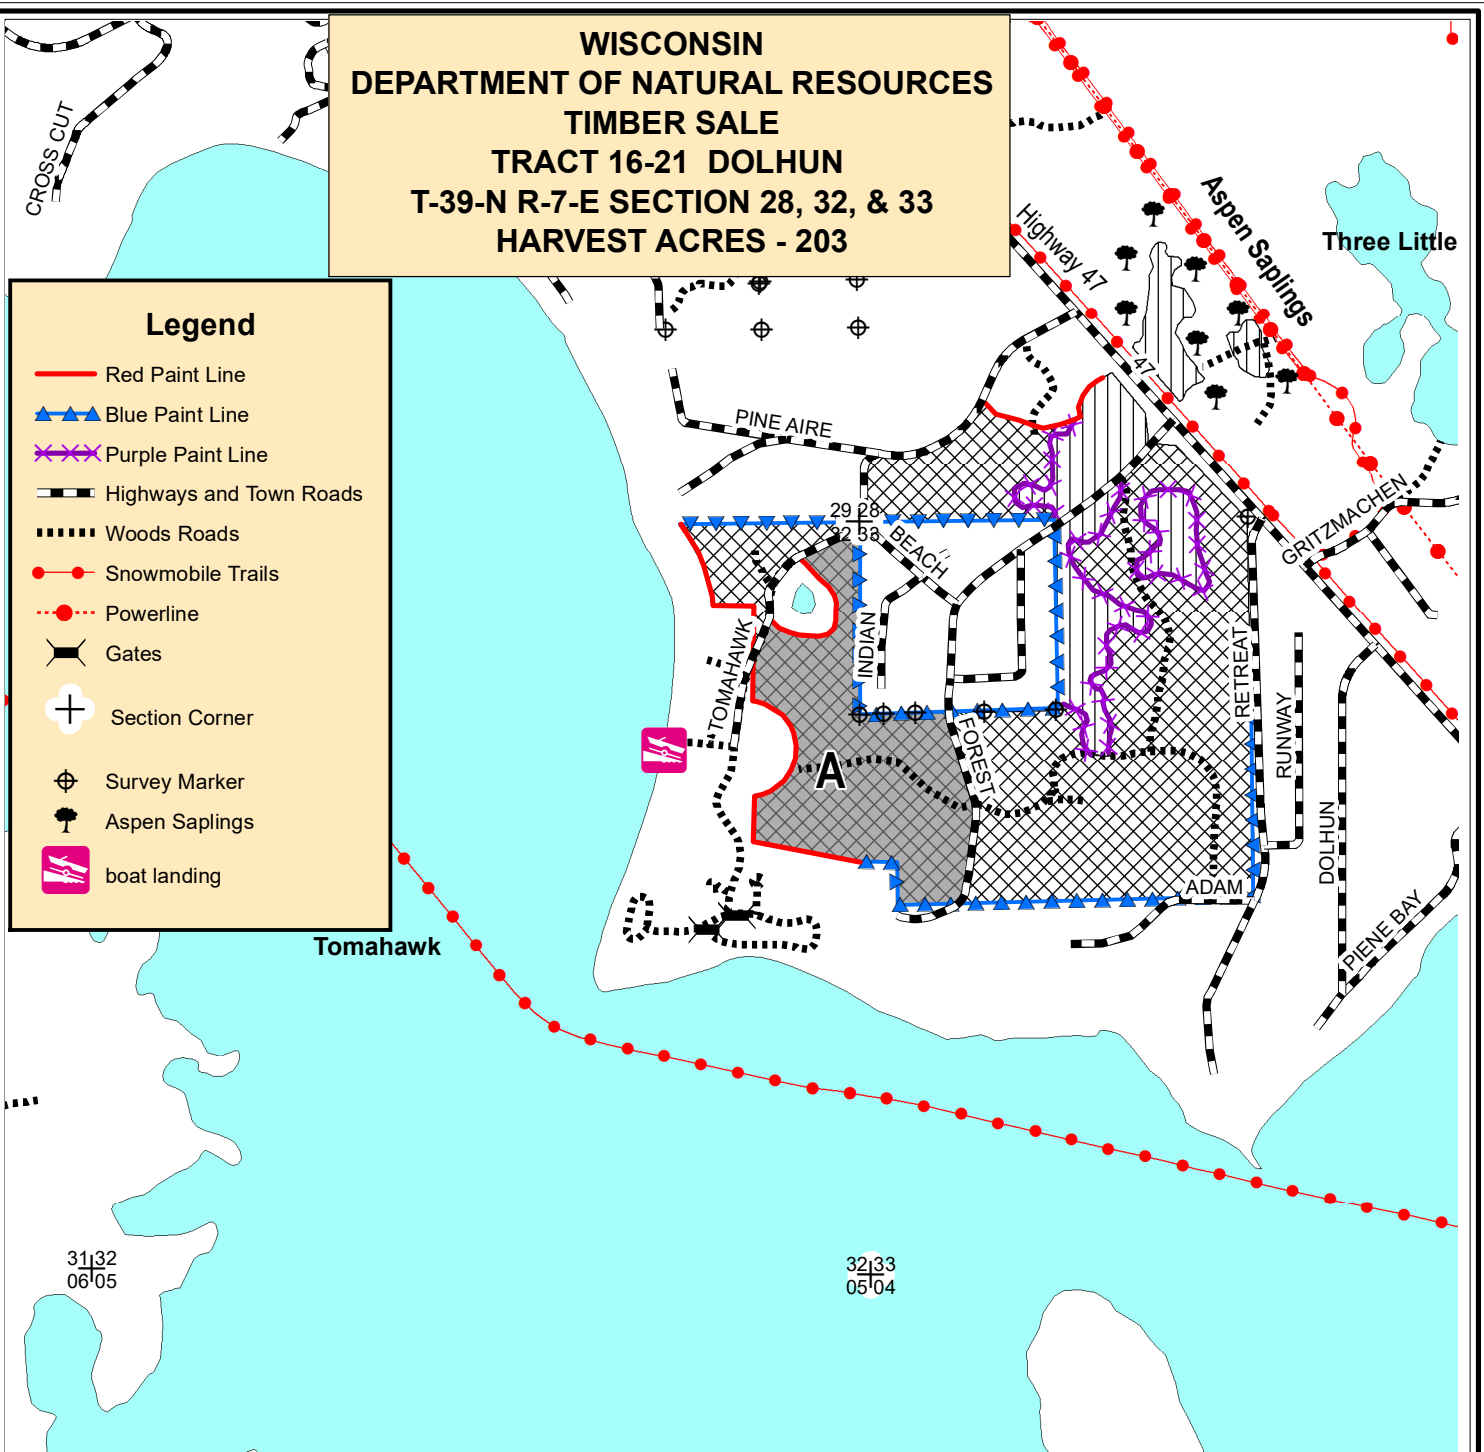 WISCONSIN
DEPARTMENT OF NATURAL RESOURCES
TIMBER SALE
TRACT 16-21 DOLHUN
T-39-N R-7-E SECTION 28, 32, & 33
HARVEST ACRES - 203
CROSS CUT
Legend
Red Paint Line
Blue Paint Line
Purple Paint Line
Highways and Town Roads
Woods Roads
Snowmobile Trails
Powerline
Gates
Section Corner
Survey Marker
Aspen Saplings
boat landing
Highway 47
Aspen Saplings
Three Little
47
PINE AIRE
29 28
32 33
BEACH
GRITZMACHEN
INDIAN
TOMAHAWK
RETREAT
RUNWAY
FOREST
A
DOLHUN
ADAM
PIENE BAY
Tomahawk
31 32
06 05
32 33
05 04